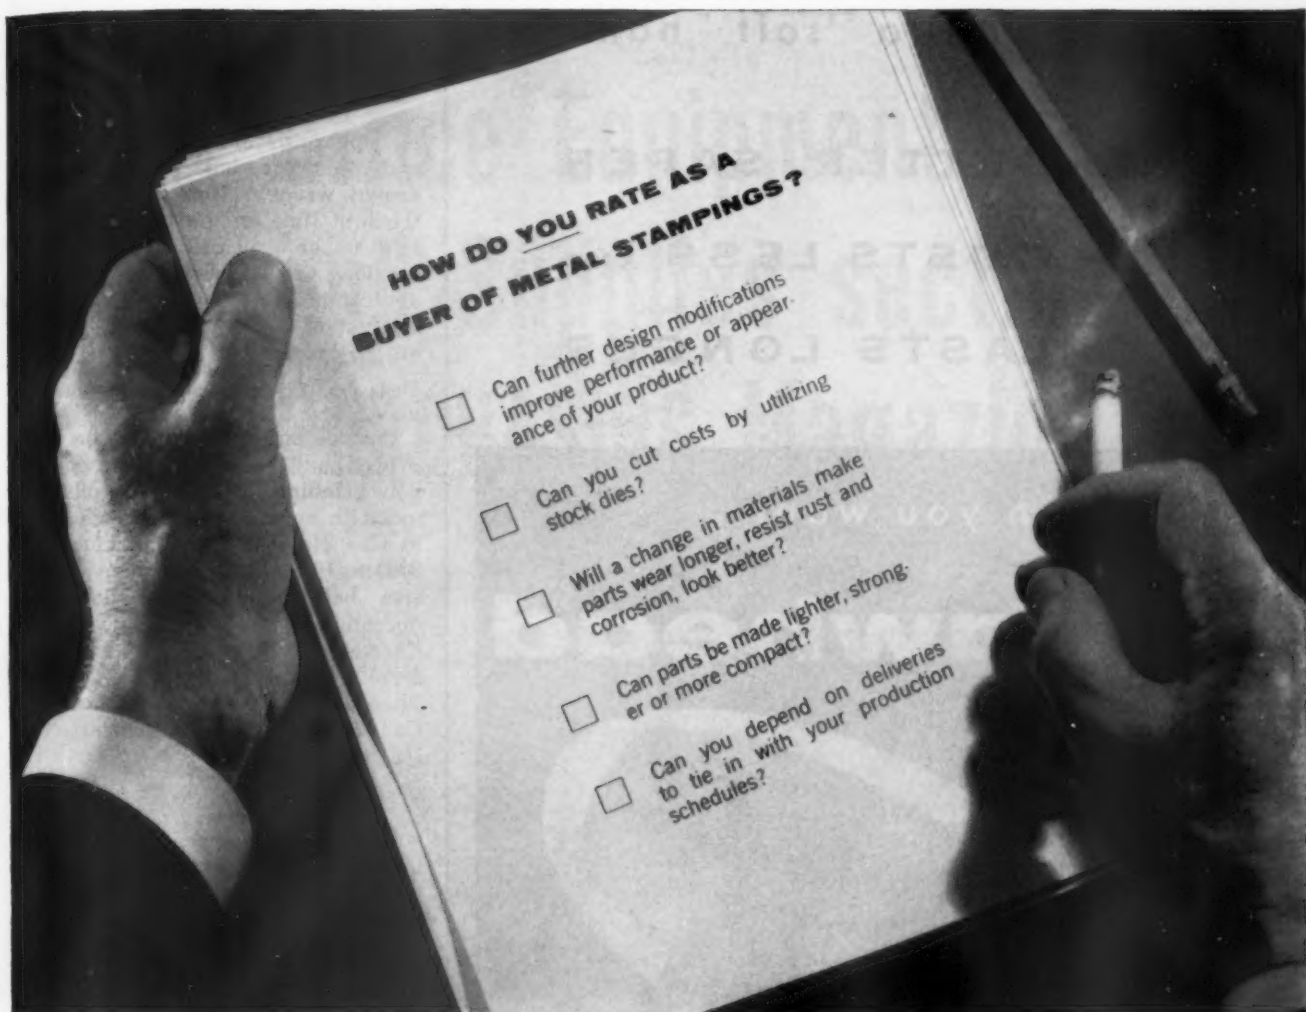 HOW DO YOU RATE AS A
BUYER OF METAL STAMPINGS?
Can further design modifications
improve performance or appear-
ance of your product?
Can you cut costs by utilizing
stock dies?
Will a change in materials make
parts wear longer, resist rust and
corrosion, look better?
Can parts be made lighter, strong-
er or more compact?
Can you depend on deliveries
to tie in with your production
schedules?